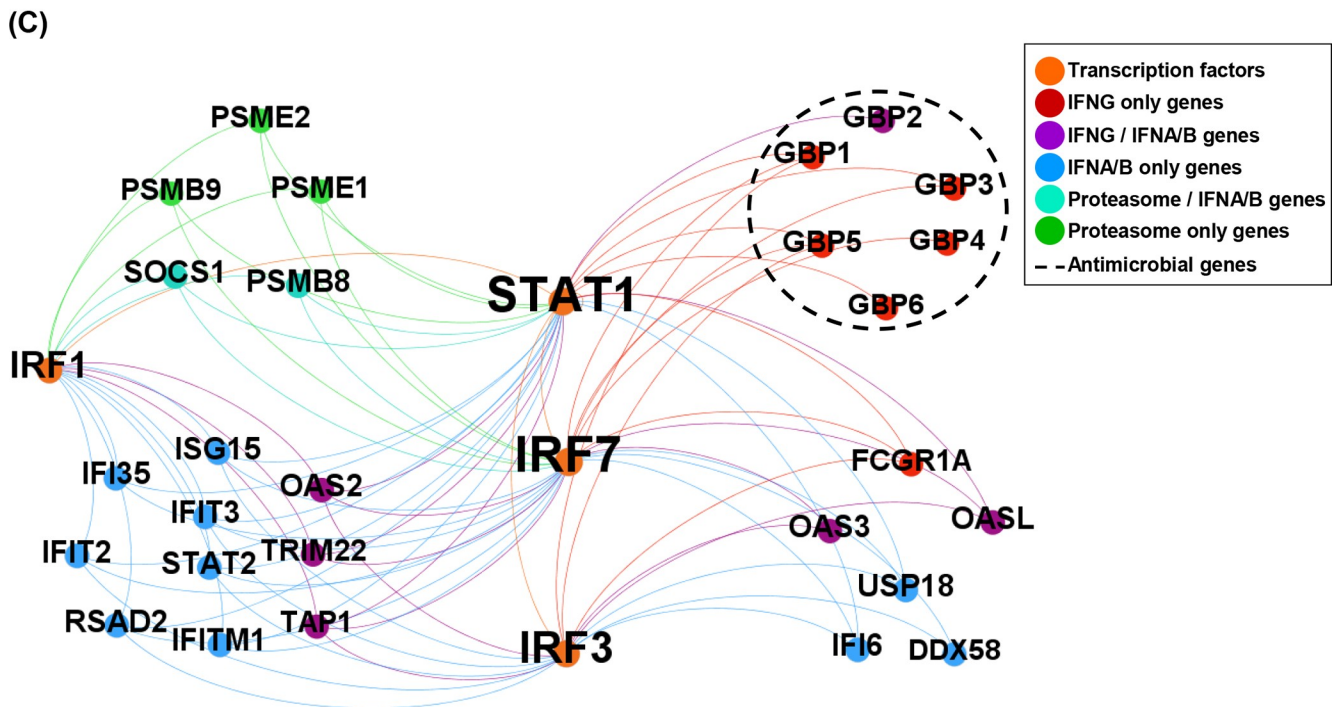 (C)
Transcription factors
IFNG only genes
IFNG / IFNA/B genes
IFNA/B only genes
Proteasome / IFNA/B genes
Proteasome only genes
Antimicrobial genes
PSME2
GBP2
GBP1
PSMB9
PSME1
GBP3
GBP5
GBP4
SOCS1
PSMB8
STAT1
GBP6
IRF1
ISG15
IRF7
FCGR1A
IFI35
OAS2
IFIT3
OAS3
OASL
IFIT2
STAT2
TRIM22
USP18
RSAD2
IFITM1
TAP1
IRF3
IFI6
DDX58